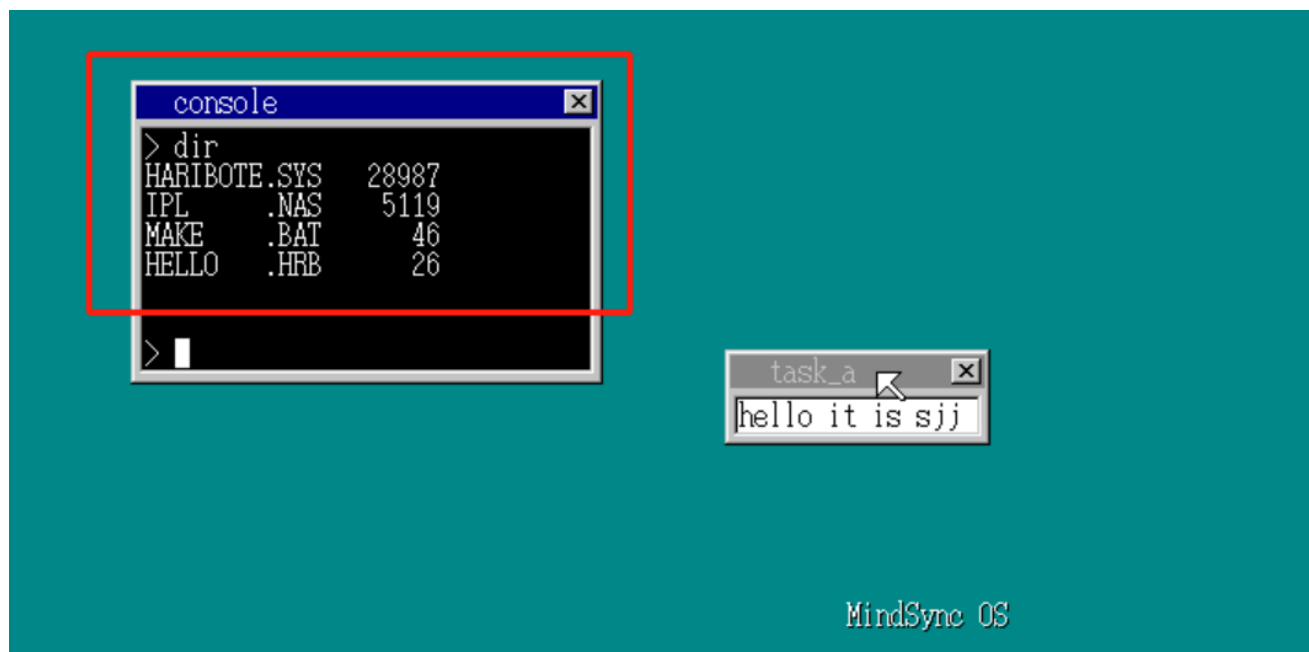 console
> dir
HARIBOTE.SYS   28987
IPL     .NAS    5119
MAKE    .BAT      46
HELLO   .HRB      26
>
task_a
hello it is sjj
MindSync OS